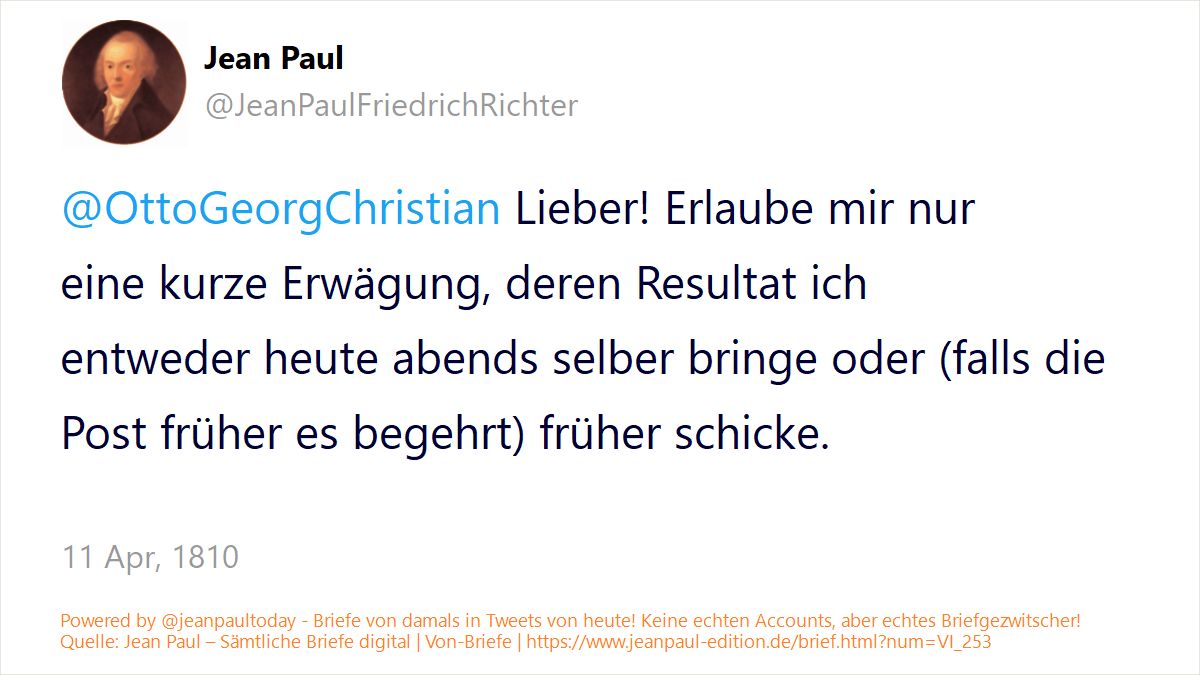 Jean Paul
@JeanPaulFriedrichRichter
@OttoGeorgChristian Lieber! Erlaube mir nur
eine kurze Erwägung, deren Resultat ich
entweder heute abends selber bringe oder (falls die
Post früher es begehrt) früher schicke.
11 Apr, 1810
Powered by @jeanpaultoday - Briefe von damals in Tweets von heute! Keine echten Accounts, aber echtes Briefgezwitscher!
Quelle: Jean Paul – Sämtliche Briefe digital | Von-Briefe | https://www.jeanpaul-edition.de/brief.html?num=VI_253